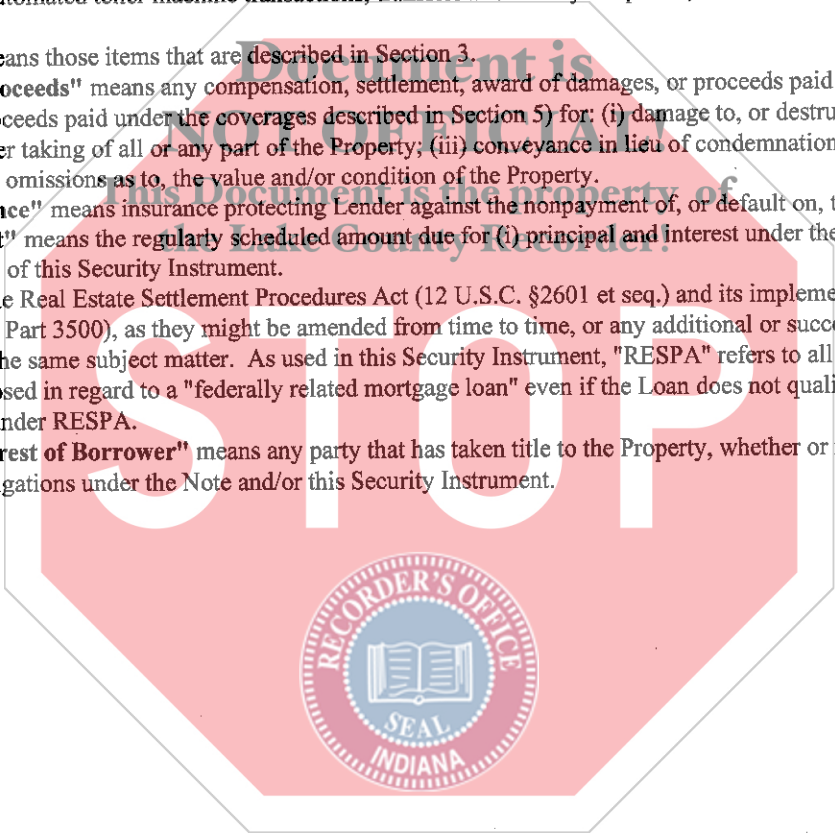 eans those items that are described in Section 3.
Document is
oceeds" means any compensation, settlement, award of damages, or proceeds paid
oceeds paid under the coverages described in Section 5) for: (i) damage to, or destru
NOT OFFICIAL!
er taking of all or any part of the Property; (iii) conveyance in lieu of condemnation
omissions as to, the value and/or condition of the Property.
This Document is the property of
nce" means insurance protecting Lender against the nonpayment of, or default on, t
t" means the regularly scheduled amount due for (i) principal and interest under the
the Lake County Recorder!
of this Security Instrument.
e Real Estate Settlement Procedures Act (12 U.S.C. §2601 et seq.) and its impleme
Part 3500), as they might be amended from time to time, or any additional or succe
he same subject matter. As used in this Security Instrument, "RESPA" refers to all
osed in regard to a "federally related mortgage loan" even if the Loan does not quali
nder RESPA.
rest of Borrower" means any party that has taken title to the Property, whether or
gations under the Note and/or this Security Instrument.
STOP
RECORDER'S OFFICE
SEAL
INDIANA